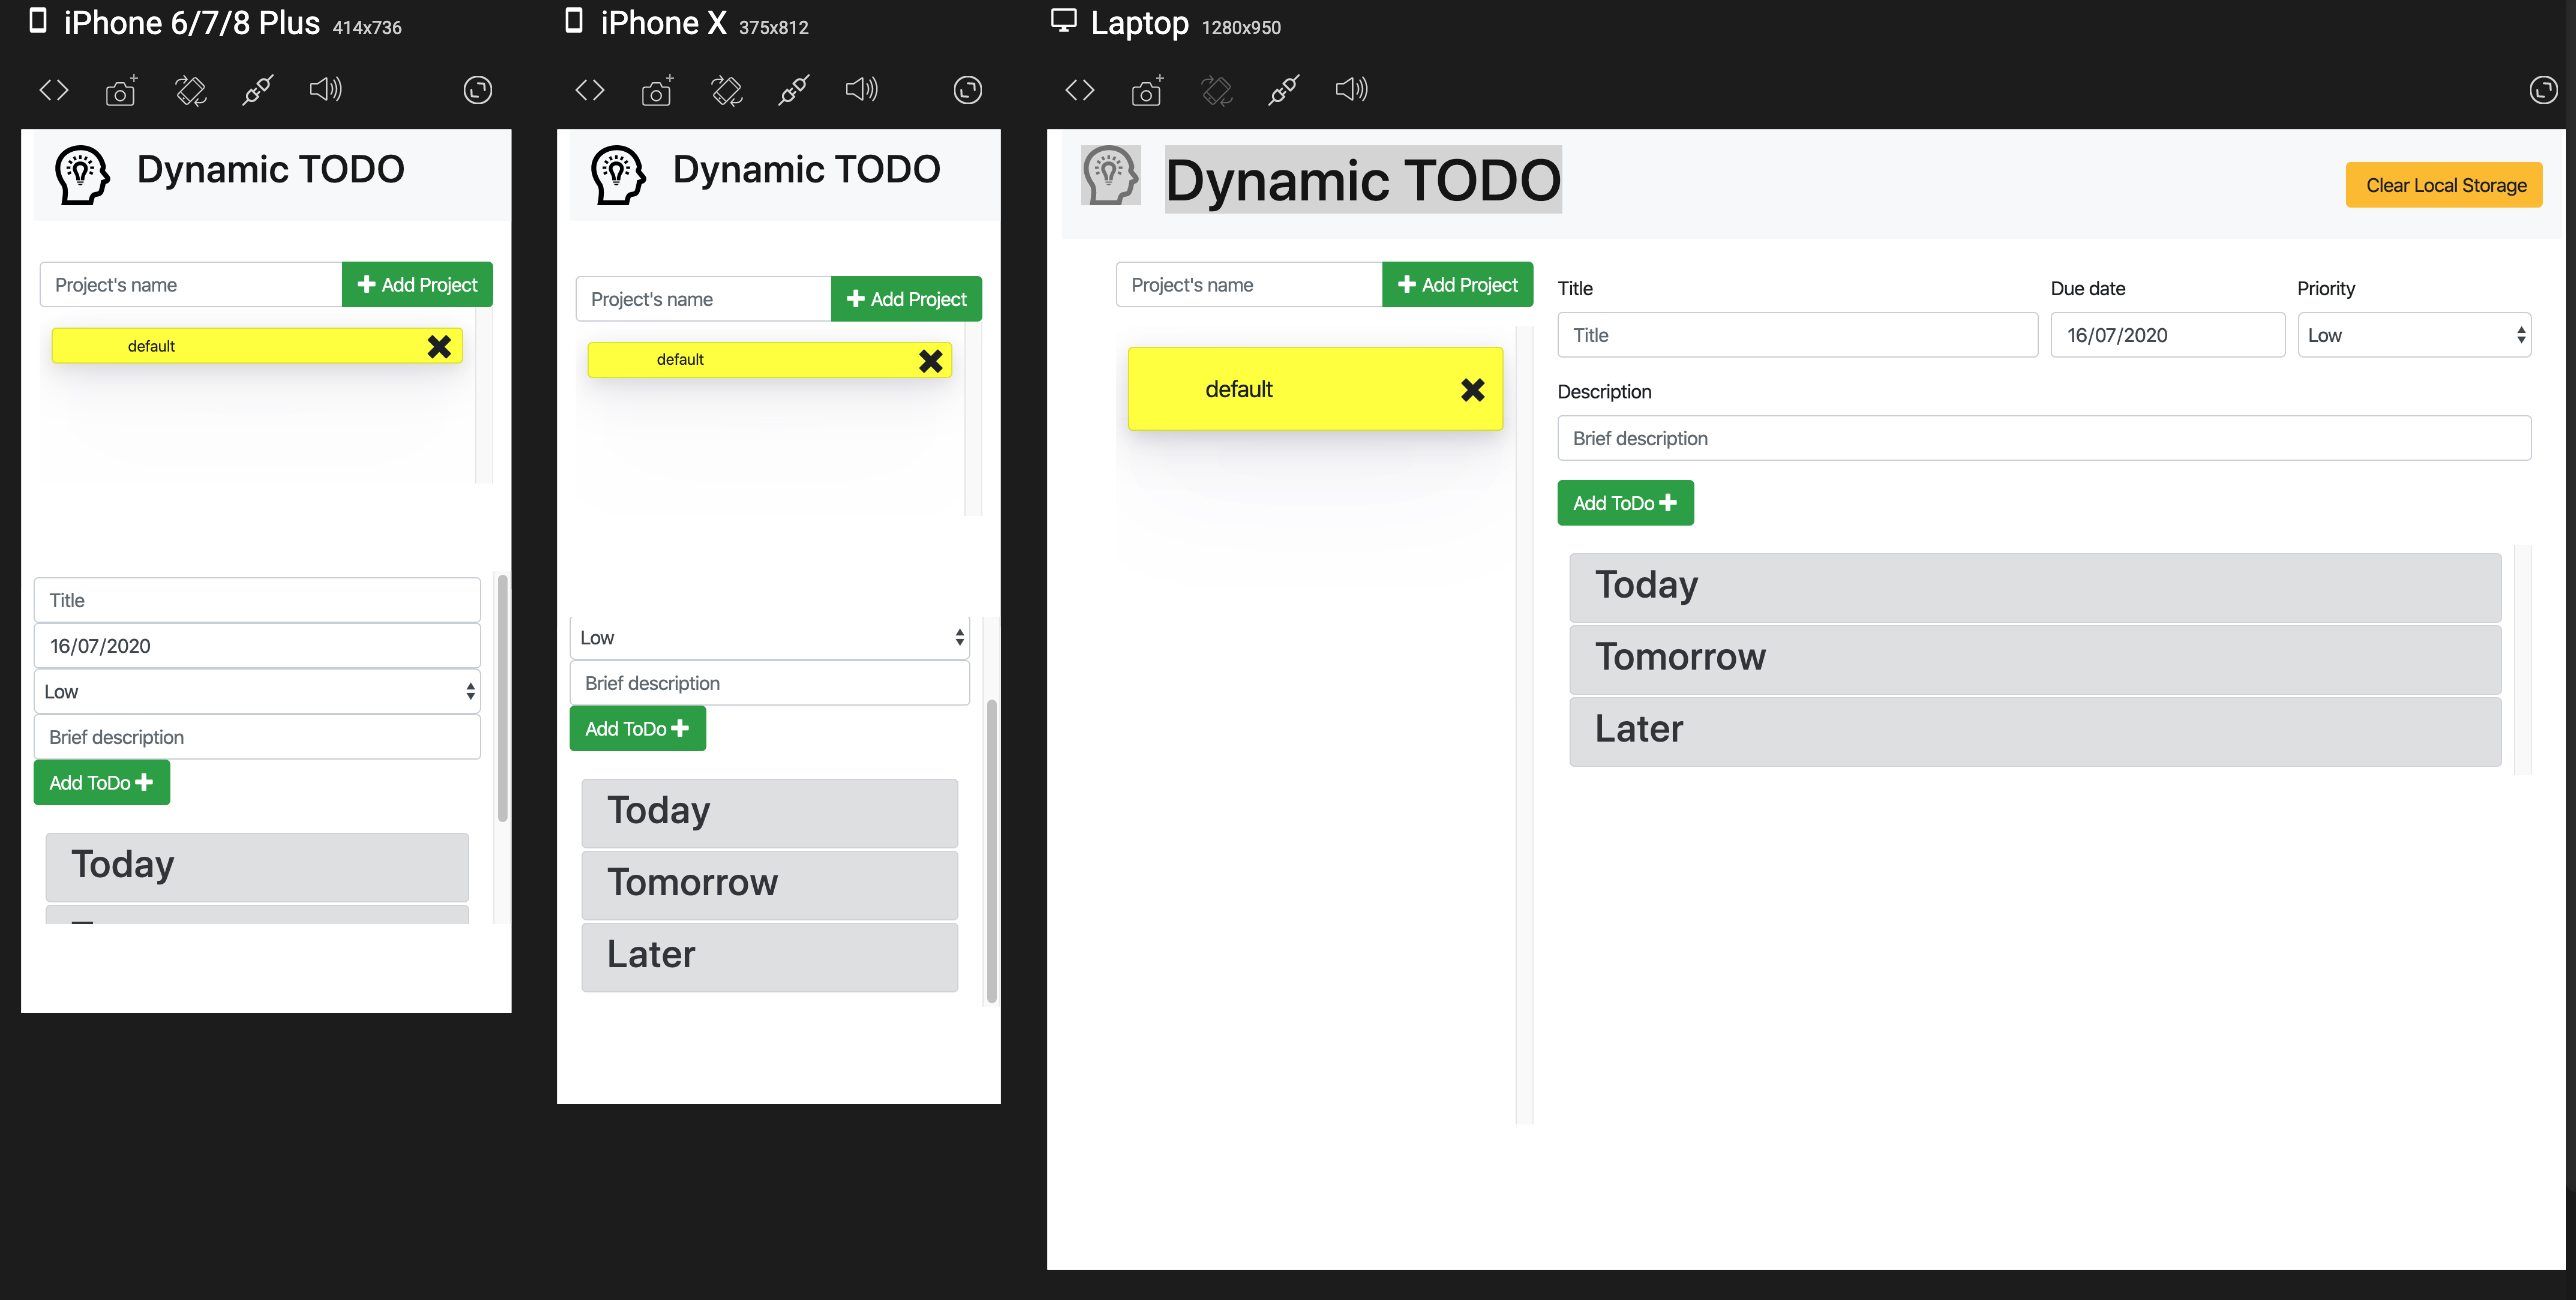 iPhone 6/7/8 Plus 414x736
Dynamic TODO
Project's name
Add Project
default
Title
16/07/2020
Low
Brief description
Add ToDo
Today
iPhone X 375x812
Dynamic TODO
Project's name
Add Project
default
Low
Brief description
Add ToDo
Today
Tomorrow
Later
Laptop 1280x950
Dynamic TODO
Clear Local Storage
Project's name
Add Project
default
Title
Due date
Priority
Title
16/07/2020
Low
Description
Brief description
Add ToDo
Today
Tomorrow
Later